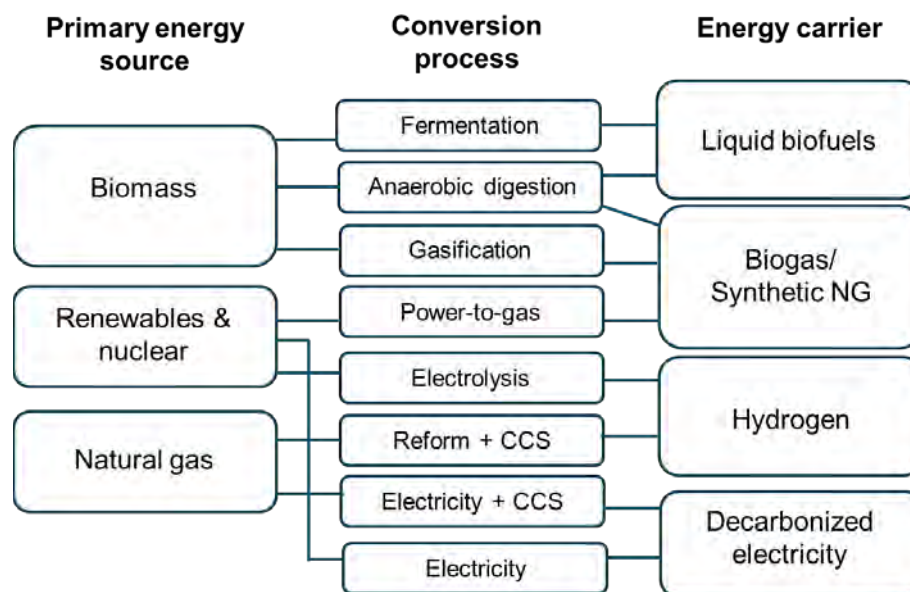 Primary energy
source
Conversion
process
Energy carrier
Biomass
Renewables &
nuclear
Natural gas
Fermentation
Anaerobic digestion
Gasification
Power-to-gas
Electrolysis
Reform + CCS
Electricity + CCS
Electricity
Liquid biofuels
Biogas/
Synthetic NG
Hydrogen
Decarbonized
electricity